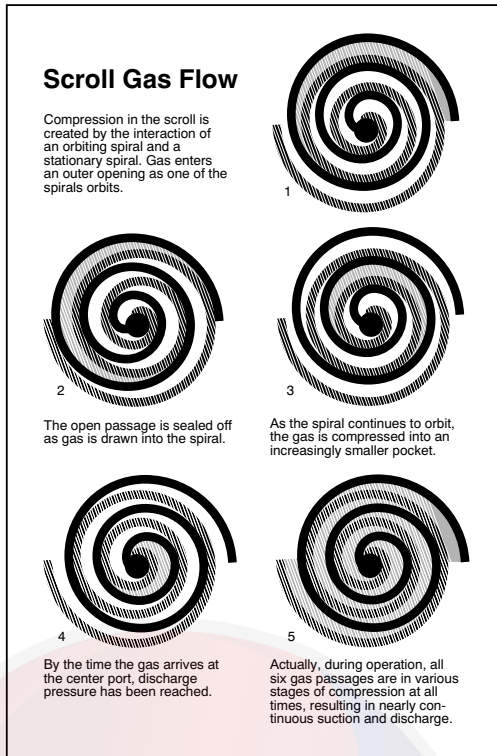 Scroll Gas Flow
Compression in the scroll is
created by the interaction of
an orbiting spiral and a
stationary spiral. Gas enters
an outer opening as one of the
spirals orbits.
1
2
The open passage is sealed off
as gas is drawn into the spiral.
3
As the spiral continues to orbit,
the gas is compressed into an
increasingly smaller pocket.
4
By the time the gas arrives at
the center port, discharge
pressure has been reached.
5
Actually, during operation, all
six gas passages are in various
stages of compression at all
times, resulting in nearly con-
tinuous suction and discharge.